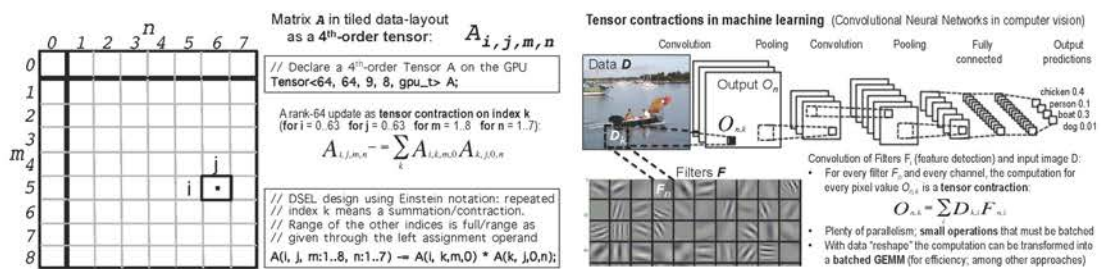 n
0 1 2 3 4 5 6 7
0
1
2
3
m 4
5
6
7
8
j
i
Matrix A in tiled data-layout
as a 4th-order tensor: A i,j,m,n
// Declare a 4th-order Tensor A on the GPU
Tensor<64, 64, 9, 8, gpu_t> A;
A rank-64 update as tensor contraction on index k
(for i = 0..63 for j = 0..63 for m = 1..8 for n = 1..7):
A i,j,m,n −= ∑ k A i,k,m,0 A k,j,0,n
// DSEL design using Einstein notation: repeated
// index k means a summation/contraction.
// Range of the other indices is full/range as
// given through the left assignment operand
A(i, j, m:1..8, n:1..7) -= A(i, k,m,0) * A(k, j,0,n);
Tensor contractions in machine learning (Convolutional Neural Networks in computer vision)
Convolution Pooling Convolution Pooling Fully connected Output predictions
Data D
Output O n
O n,k
D k
chicken 0.4
person 0.1
boat 0.3
dog 0.01
Filters F
F n
Convolution of Filters F i (feature detection) and input image D:
• For every filter F n and every channel, the computation for
every pixel value O n,k is a tensor contraction:
O n,k = ∑ i D k,i F n,i
• Plenty of parallelism; small operations that must be batched
• With data "reshape" the computation can be transformed into
a batched GEMM (for efficiency; among other approaches)